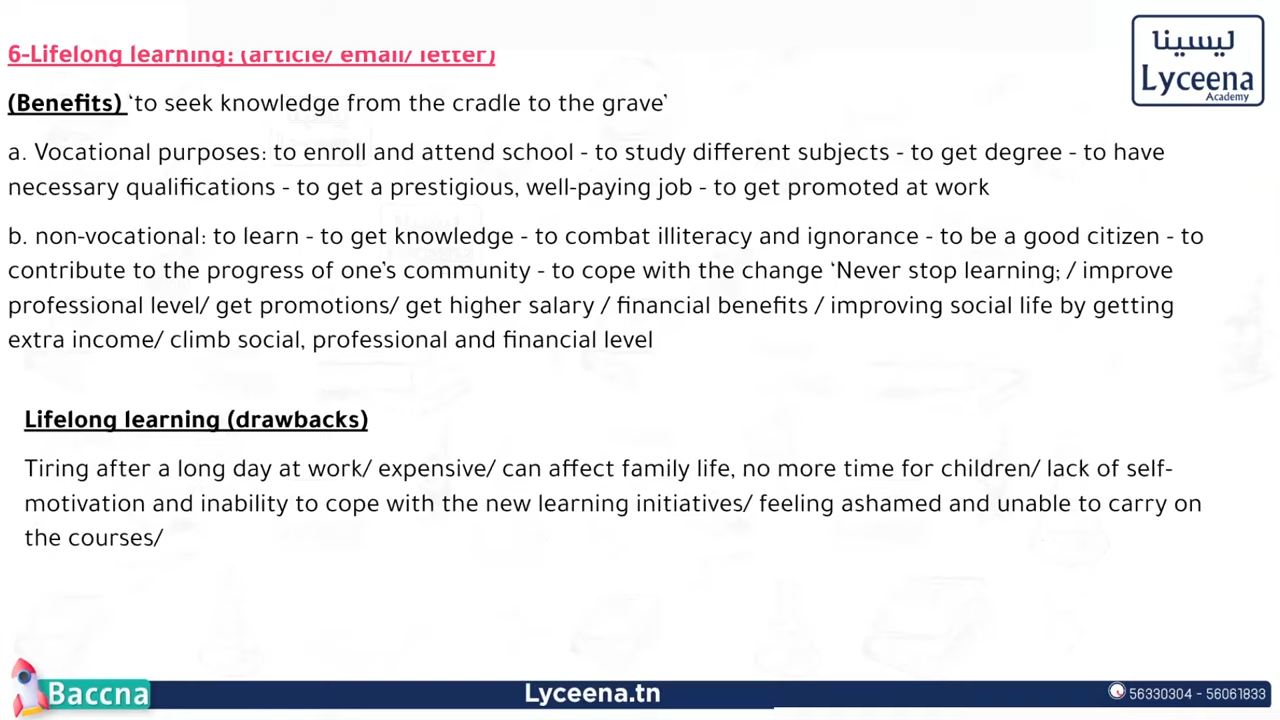 ليسينا
Lyceena
Academy
6-Lifelong learning: (article/ email/ letter)
(Benefits) ‘to seek knowledge from the cradle to the grave’
a. Vocational purposes: to enroll and attend school - to study different subjects - to get degree - to have
necessary qualifications - to get a prestigious, well-paying job - to get promoted at work
b. non-vocational: to learn - to get knowledge - to combat illiteracy and ignorance - to be a good citizen - to
contribute to the progress of one’s community - to cope with the change ‘Never stop learning; / improve
professional level/ get promotions/ get higher salary / financial benefits / improving social life by getting
extra income/ climb social, professional and financial level
Lifelong learning (drawbacks)
Tiring after a long day at work/ expensive/ can affect family life, no more time for children/ lack of self-
motivation and inability to cope with the new learning initiatives/ feeling ashamed and unable to carry on
the courses/
Baccna
Lyceena.tn
56330304 - 56061833